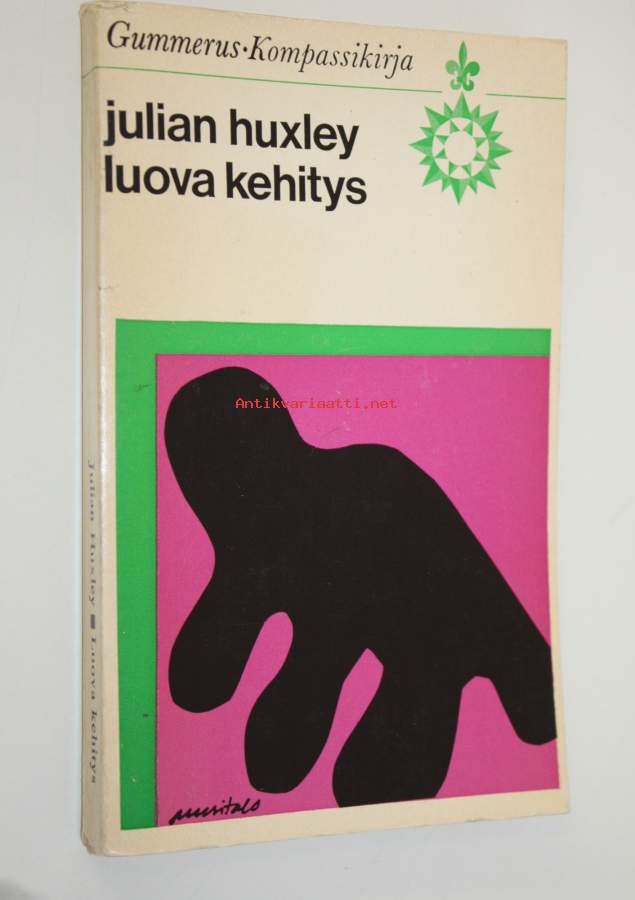 Gummerus·Kompassikirja
julian huxley
luova kehitys
Antikvariaatti.net
Julian Huxley ■ Luova kehitys